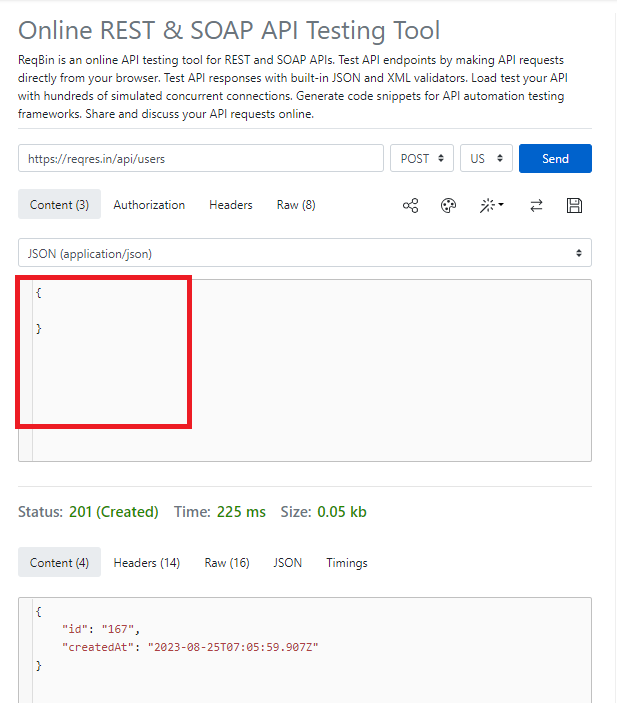 Online REST & SOAP API Testing Tool
ReqBin is an online API testing tool for REST and SOAP APIs. Test API endpoints by making API requests
directly from your browser. Test API responses with built-in JSON and XML validators. Load test your API
with hundreds of simulated concurrent connections. Generate code snippets for API automation testing
frameworks. Share and discuss your API requests online.
https://reqres.in/api/users POST US Send
Content (3) Authorization Headers Raw (8)
JSON (application/json)
{
}
Status: 201 (Created) Time: 225 ms Size: 0.05 kb
Content (4) Headers (14) Raw (16) JSON Timings
{
"id": "167",
"createdAt": "2023-08-25T07:05:59.907Z"
}